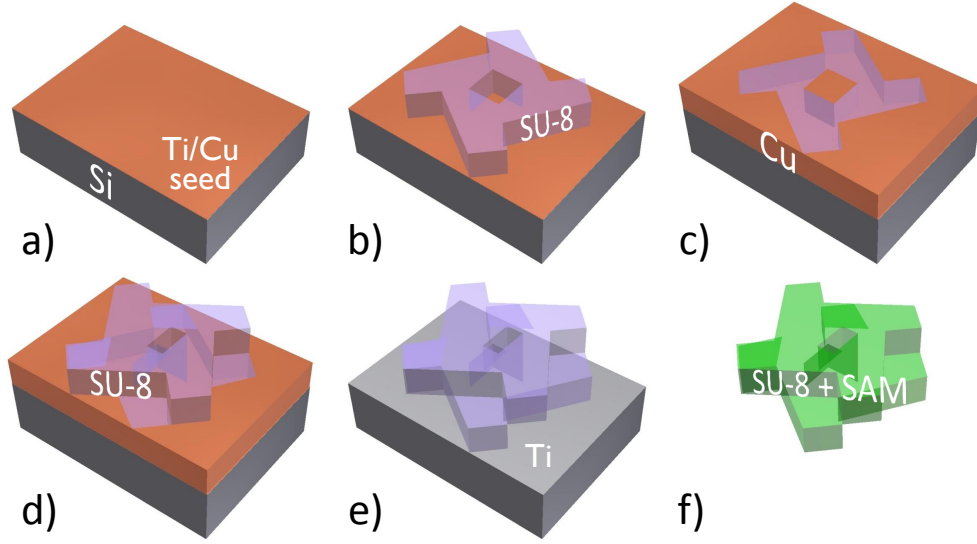 Si
Ti/Cu
seed
a)
SU-8
b)
Cu
c)
SU-8
d)
Ti
e)
SU-8 + SAM
f)